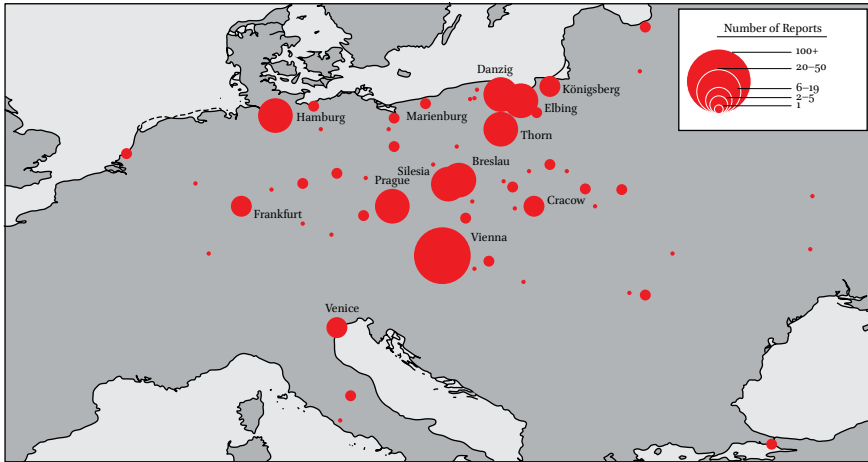 Number of Reports
100+
20–50
6–19
2–5
1
Danzig
Königsberg
Elbing
Hamburg
Marienburg
Thorn
Breslau
Silesia
Prague
Frankfurt
Cracow
Vienna
Venice